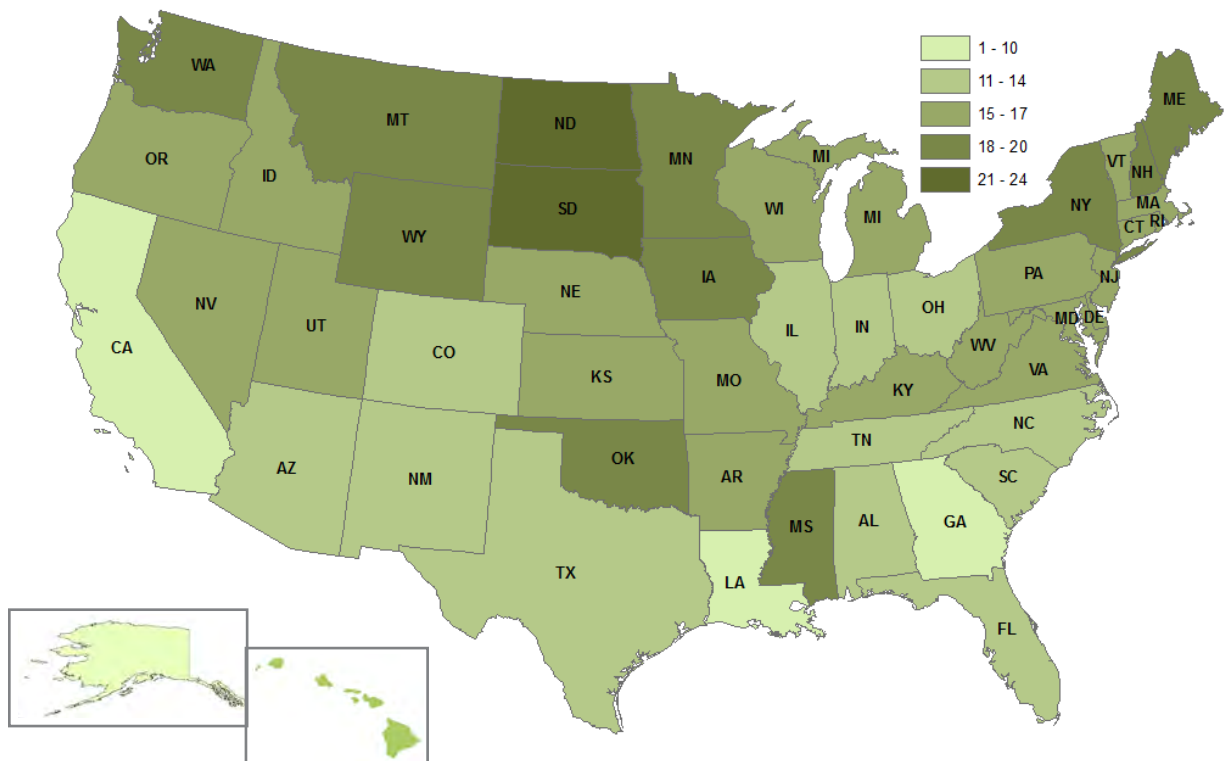 1 - 10
11 - 14
15 - 17
18 - 20
21 - 24
WA
MT
ND
MN
ME
OR
ID
SD
WI
MI
MI
VT
NH
NY
MA
CT
RI
WY
IA
NE
PA
NJ
NV
UT
CO
IL
IN
OH
MD
DE
WV
VA
CA
KS
MO
KY
NC
TN
AZ
NM
OK
AR
SC
MS
AL
GA
TX
LA
FL